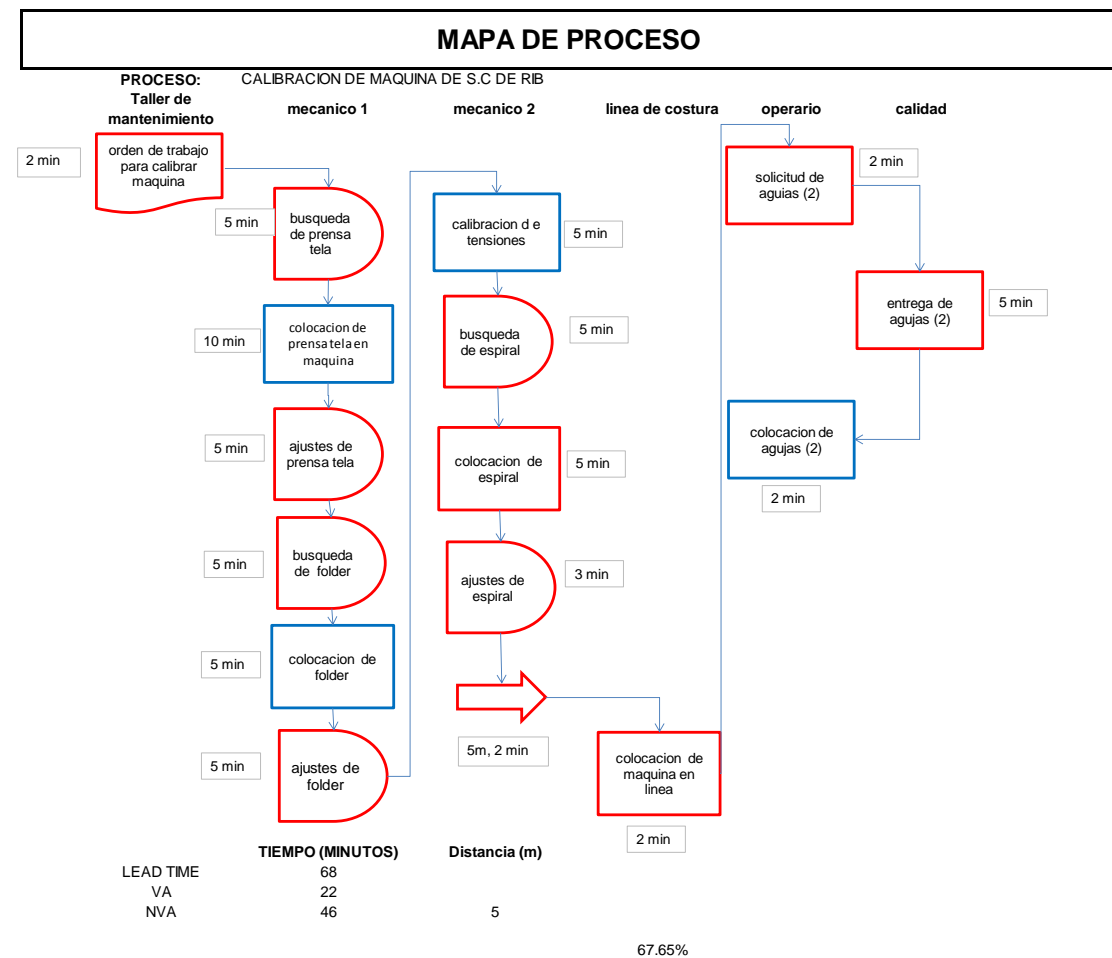 MAPA DE PROCESO
PROCESO: CALIBRACION DE MAQUINA DE S.C DE RIB
Taller de
mantenimiento
mecanico 1
mecanico 2
linea de costura
operario
calidad
2 min
orden de trabajo
para calibrar
maquina
5 min
busqueda
de prensa
tela
10 min
colocacion de
prensa tela en
maquina
5 min
ajustes de
prensa tela
5 min
busqueda
de folder
5 min
colocacion de
folder
5 min
ajustes de
folder
calibracion d e
tensiones
5 min
busqueda
de espiral
5 min
colocacion de
espiral
5 min
ajustes de
espiral
3 min
5m, 2 min
colocacion de
maquina en
linea
2 min
solicitud de
aguias (2)
2 min
entrega de
agujas (2)
5 min
colocacion de
agujas (2)
2 min
TIEMPO (MINUTOS) Distancia (m)
LEAD TIME 68
VA 22
NVA 46 5
67.65%